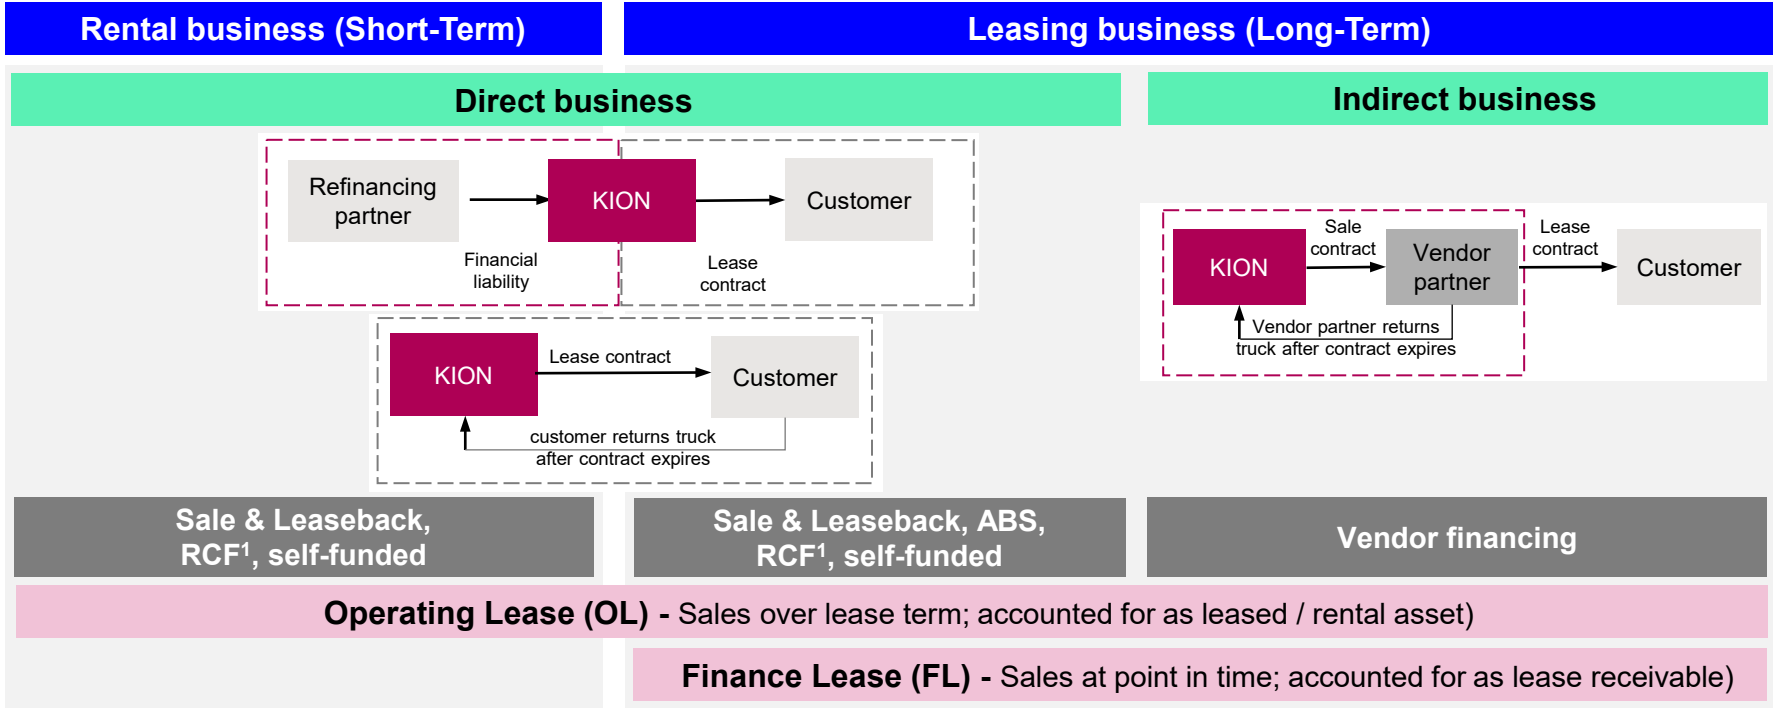 Rental business (Short-Term)
Leasing business (Long-Term)
Direct business
Indirect business
Refinancing
partner
KION
Customer
Financial
liability
Lease
contract
KION
Lease contract
Customer
customer returns truck
after contract expires
KION
Sale
contract
Vendor
partner
Lease
contract
Customer
Vendor partner returns
truck after contract expires
Sale & Leaseback,
RCF¹, self-funded
Sale & Leaseback, ABS,
RCF¹, self-funded
Vendor financing
Operating Lease (OL) - Sales over lease term; accounted for as leased / rental asset)
Finance Lease (FL) - Sales at point in time; accounted for as lease receivable)